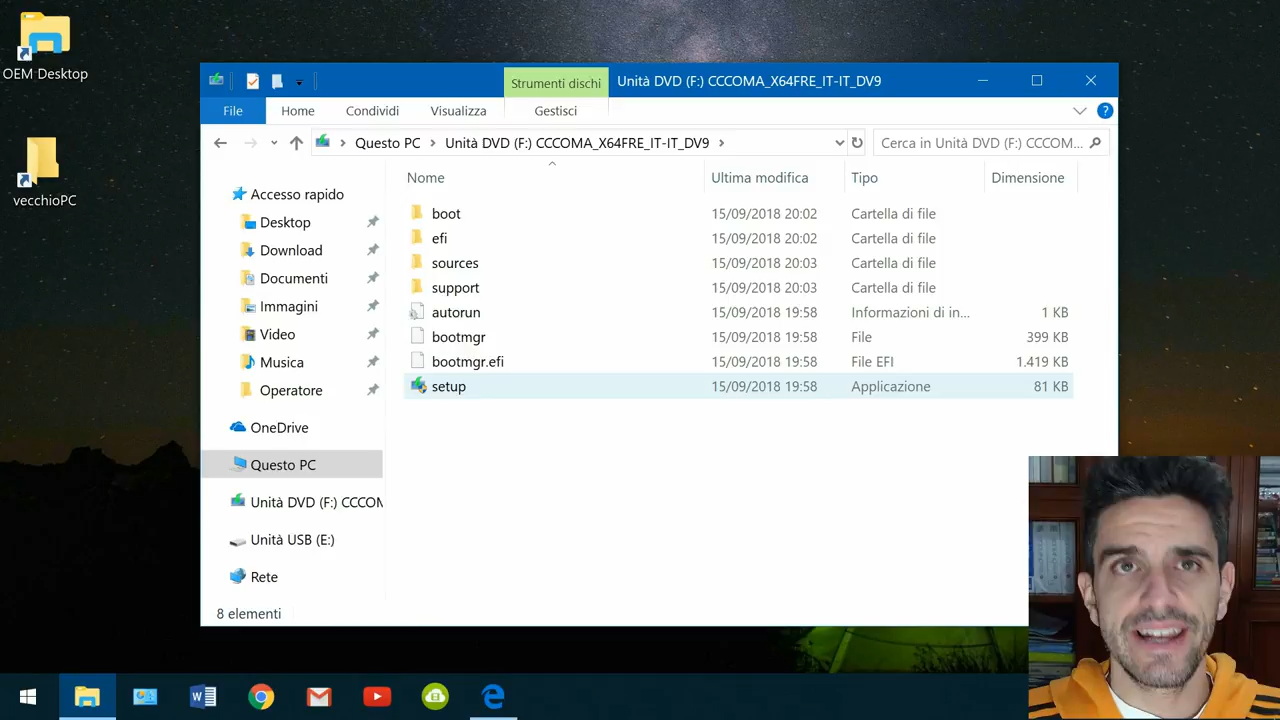 OEM Desktop
vecchioPC
Strumenti dischi
Unità DVD (F:) CCCOMA_X64FRE_IT-IT_DV9
File
Home
Condividi
Visualizza
Gestisci
?
Questo PC
Unità DVD (F:) CCCOMA_X64FRE_IT-IT_DV9
Cerca in Unità DVD (F:) CCCOM...
Nome
Ultima modifica
Tipo
Dimensione
Accesso rapido
Desktop
Download
Documenti
Immagini
Video
Musica
Operatore
OneDrive
Questo PC
Unità DVD (F:) CCCOM
Unità USB (E:)
Rete
boot 15/09/2018 20:02 Cartella di file
efi 15/09/2018 20:02 Cartella di file
sources 15/09/2018 20:03 Cartella di file
support 15/09/2018 20:03 Cartella di file
autorun 15/09/2018 19:58 Informazioni di in... 1 KB
bootmgr 15/09/2018 19:58 File 399 KB
bootmgr.efi 15/09/2018 19:58 File EFI 1.419 KB
setup 15/09/2018 19:58 Applicazione 81 KB
8 elementi